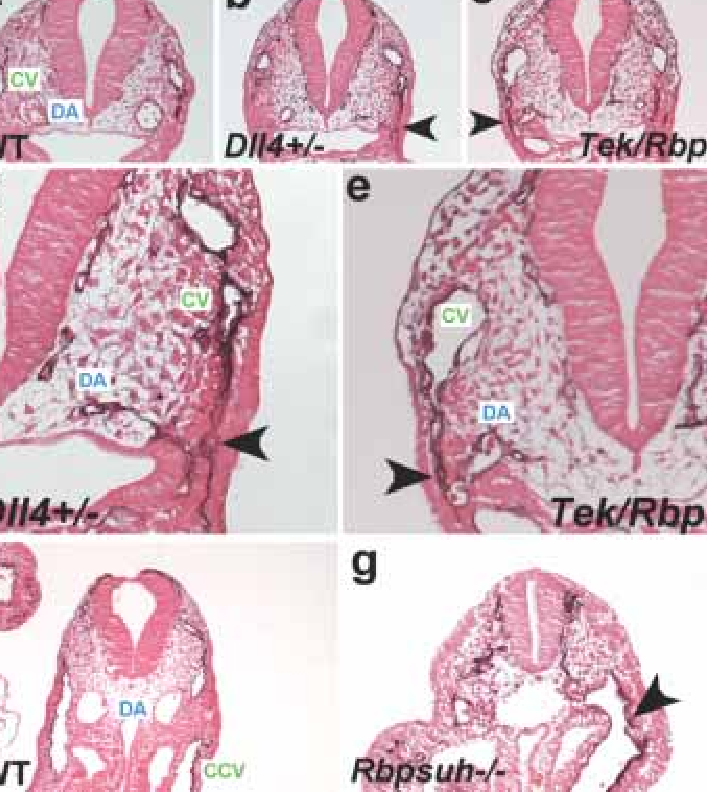 b
CV
DA
WT
Dll4+/-
Tek/Rbp
e
CV
DA
CV
DA
Dll4+/-
Tek/Rbp
g
DA
WT
CCV
Rbpsuh-/-